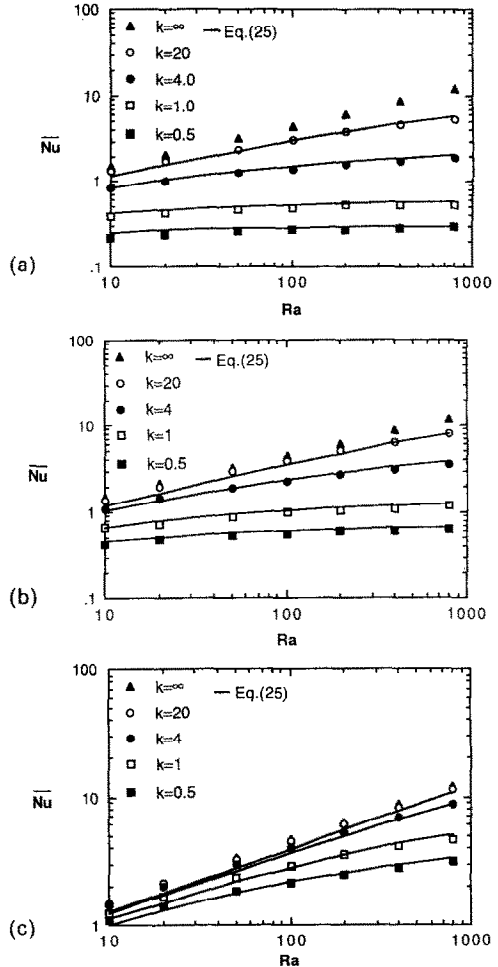 100
k=∞ — Eq.(25)
k=20
10
k=4.0
k=1.0
Nu
k=0.5
1
(a)
.1
10 100 1000
Ra
100
k=∞ — Eq.(25)
k=20
k=4
10
k=1
k=0.5
Nu
1
(b)
.1
10 100 1000
Ra
100
k=∞ — Eq.(25)
k=20
k=4
k=1
Nu
10
k=0.5
(c)
1
10 100 1000
Ra